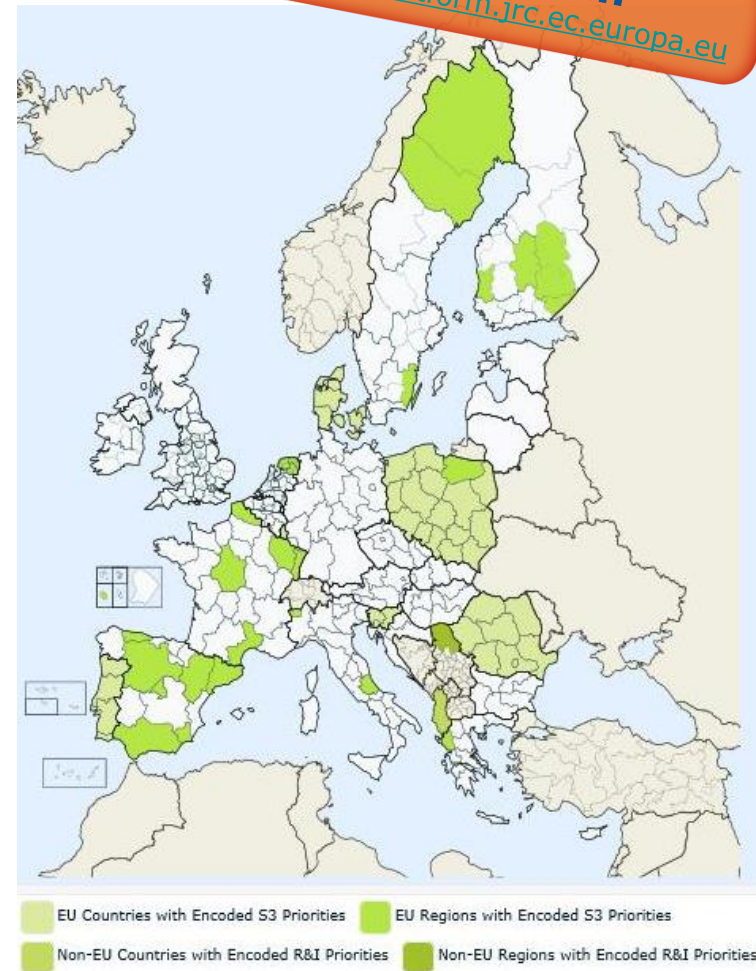 tform.jrc.ec.europa.eu
EU Countries with Encoded S3 Priorities
EU Regions with Encoded S3 Priorities
Non-EU Countries with Encoded R&I Priorities
Non-EU Regions with Encoded R&I Priorities